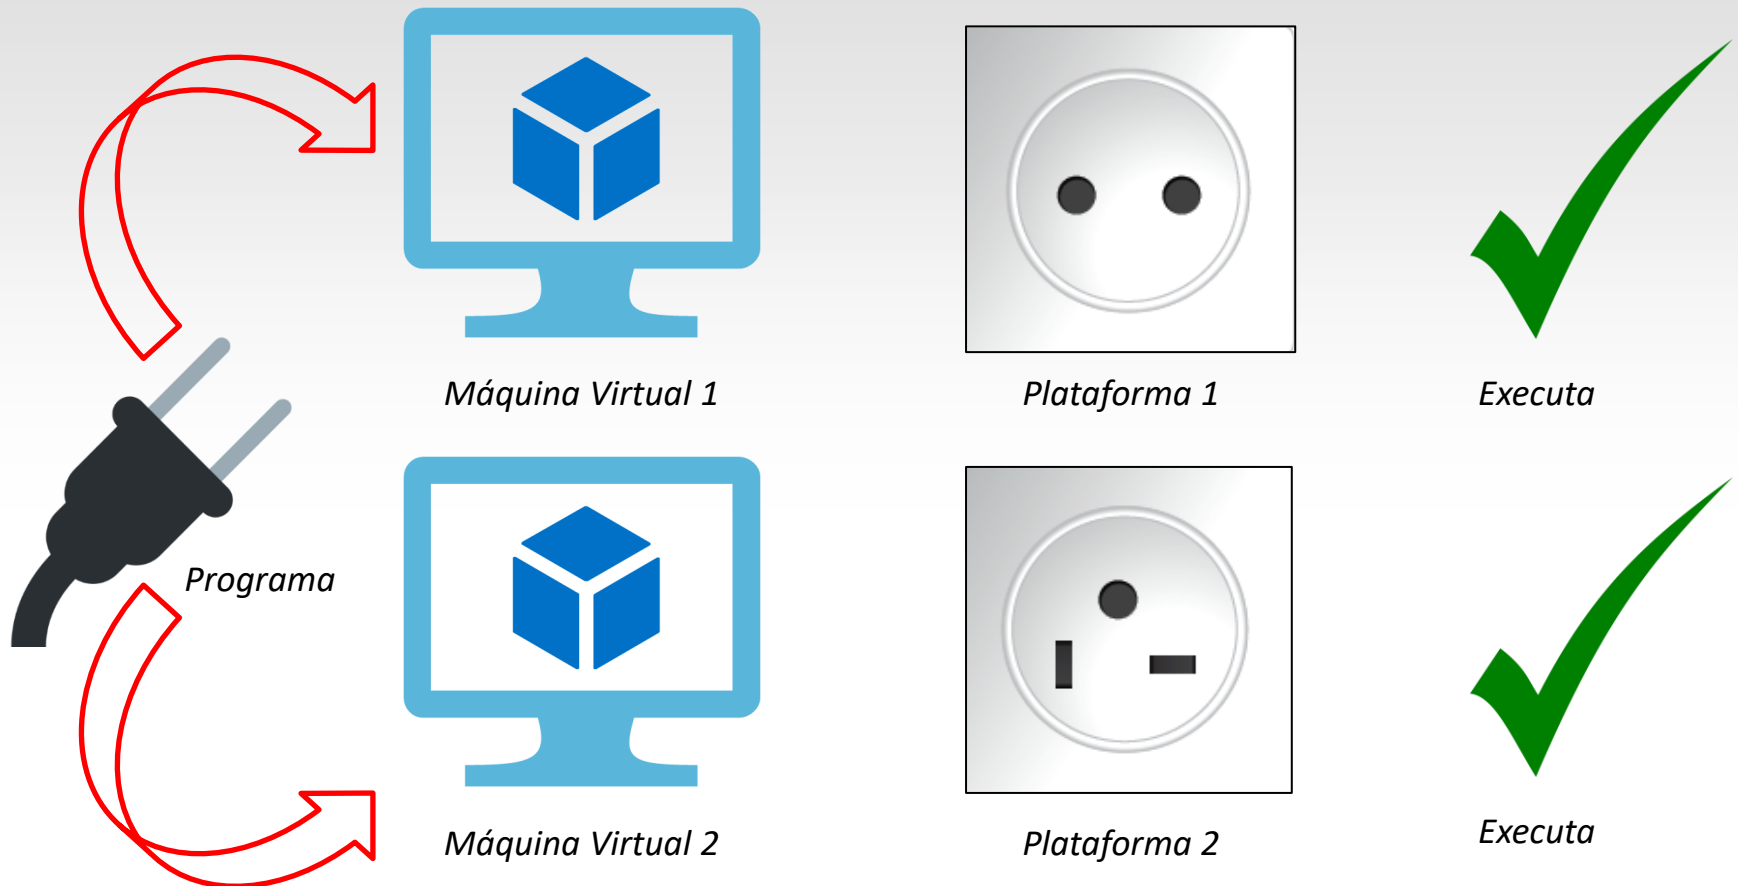 Máquina Virtual 1
Plataforma 1
Executa
Programa
Máquina Virtual 2
Plataforma 2
Executa